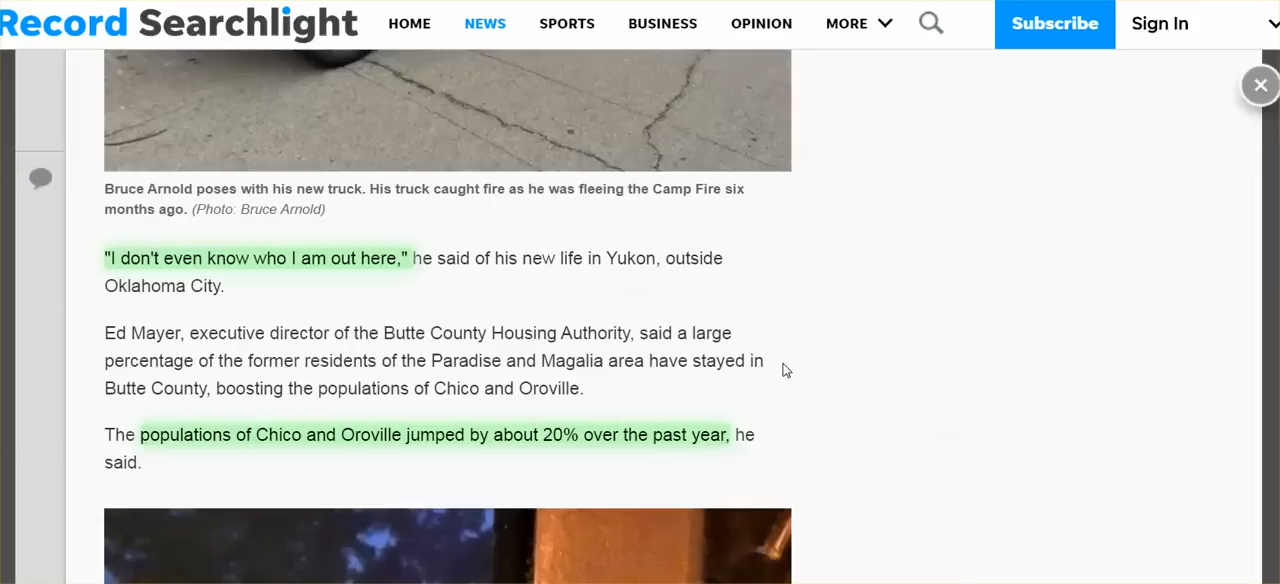 Record Searchlight
HOME NEWS SPORTS BUSINESS OPINION MORE Subscribe Sign In
Bruce Arnold poses with his new truck. His truck caught fire as he was fleeing the Camp Fire six
months ago. (Photo: Bruce Arnold)
"I don't even know who I am out here," he said of his new life in Yukon, outside
Oklahoma City.
Ed Mayer, executive director of the Butte County Housing Authority, said a large
percentage of the former residents of the Paradise and Magalia area have stayed in
Butte County, boosting the populations of Chico and Oroville.
The populations of Chico and Oroville jumped by about 20% over the past year, he
said.